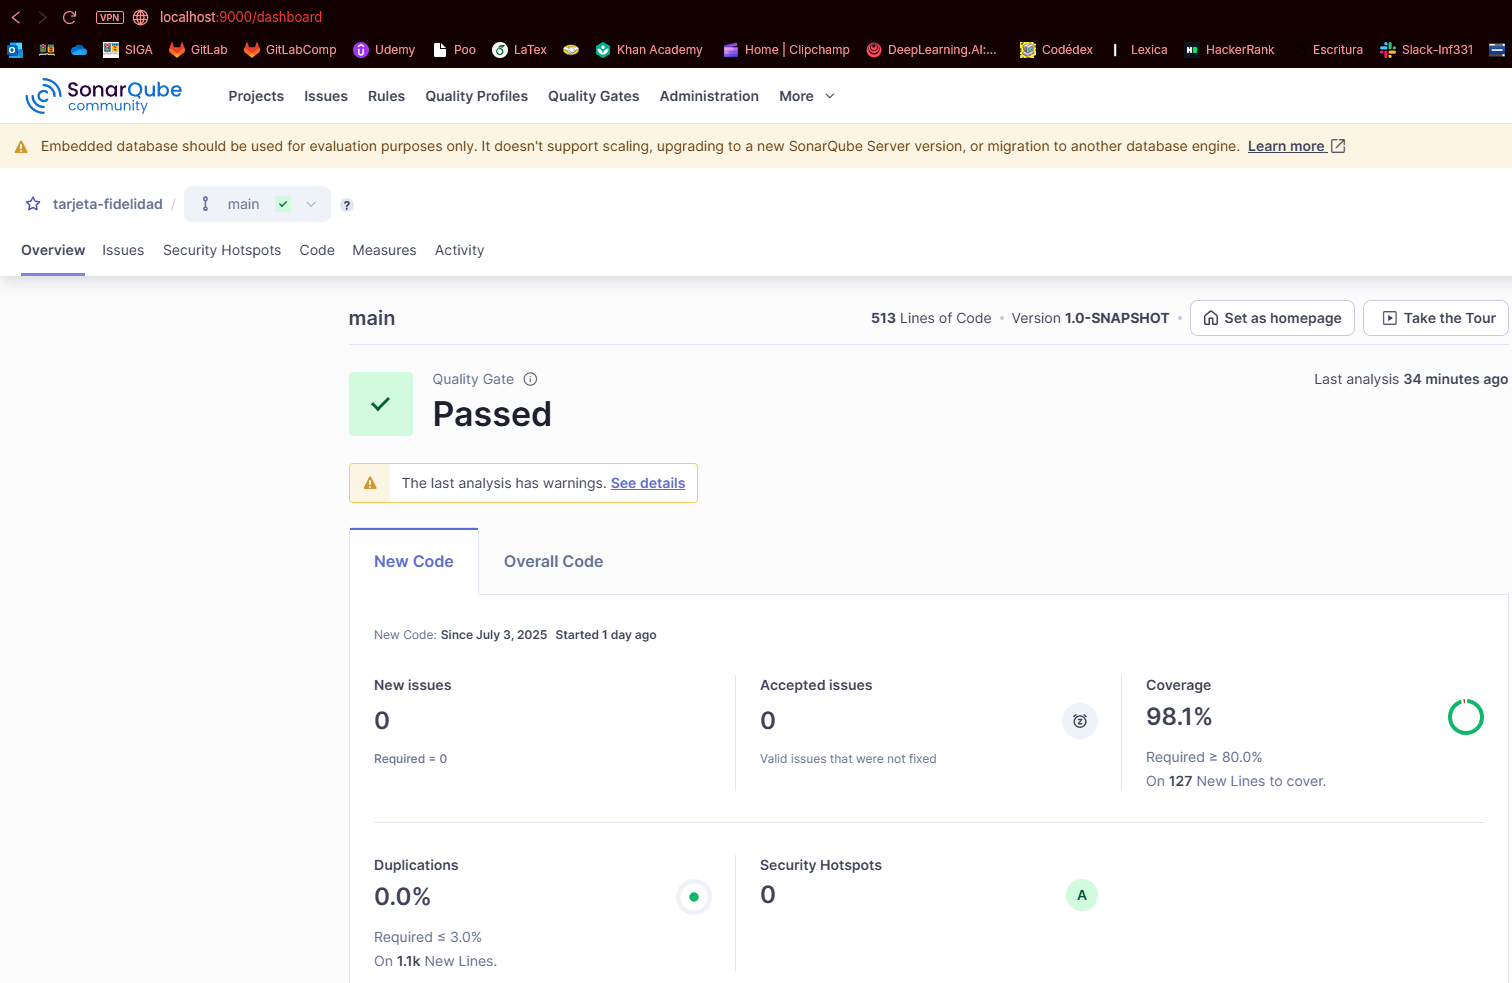 VPN localhost:9000/dashboard
SIGA GitLab GitLabComp Udemy Poo LaTex Khan Academy Home | Clipchamp DeepLearning.AI:... Codédex Lexica HackerRank Escritura Slack-Inf331
SonarQube
community
Projects Issues Rules Quality Profiles Quality Gates Administration More
Embedded database should be used for evaluation purposes only. It doesn't support scaling, upgrading to a new SonarQube Server version, or migration to another database engine. Learn more
tarjeta-fidelidad / main ?
Overview Issues Security Hotspots Code Measures Activity
main
513 Lines of Code • Version 1.0-SNAPSHOT • Set as homepage Take the Tour
Quality Gate
Passed
Last analysis 34 minutes ago
The last analysis has warnings. See details
New Code Overall Code
New Code: Since July 3, 2025 Started 1 day ago
New issues
0
Required = 0
Accepted issues
0
Valid issues that were not fixed
Coverage
98.1%
Required ≥ 80.0%
On 127 New Lines to cover.
Duplications
0.0%
Required ≤ 3.0%
On 1.1k New Lines.
Security Hotspots
0
A